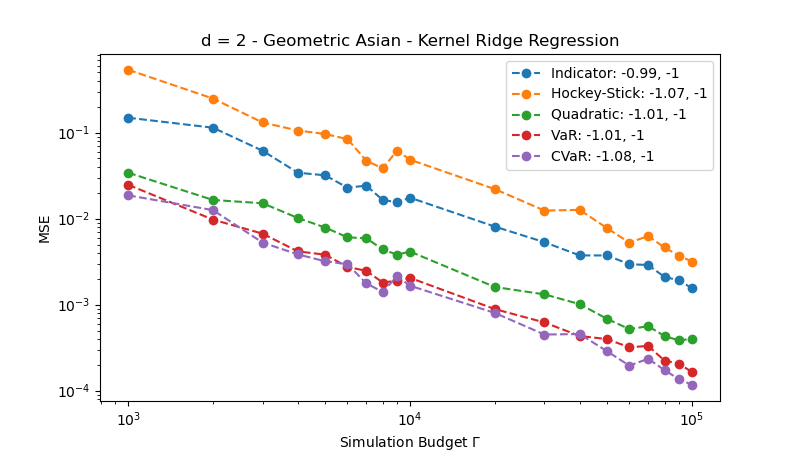 d = 2 - Geometric Asian - Kernel Ridge Regression
Indicator: -0.99, -1
Hockey-Stick: -1.07, -1
Quadratic: -1.01, -1
VaR: -1.01, -1
CVaR: -1.08, -1
MSE
10⁻¹
10⁻²
10⁻³
10⁻⁴
10³ 10⁴ 10⁵
Simulation Budget Γ